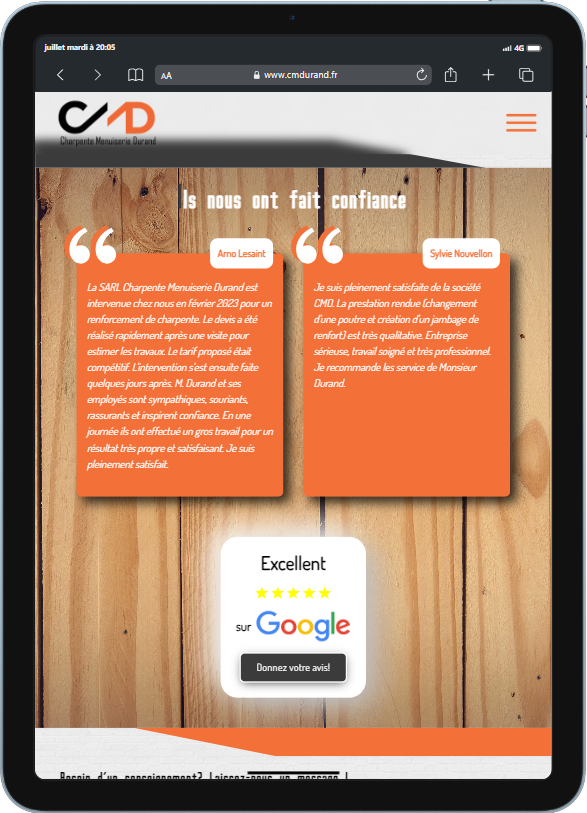 juillet mardi à 20:05
4G
AA
www.cmdurand.fr
CMD
Charpente Menuiserie Durand
Is nous ont fait confiance
Arno Lesaint
La SARL Charpente Menuiserie Durand est
intervenue chez nous en février 2023 pour un
renforcement de charpente. Le devis a été
réalisé rapidement après une visite pour
estimer les travaux. Le tarif proposé était
compétitif. L'intervention s'est ensuite faite
quelques jours après. M. Durand et ses
employés sont sympathiques, souriants,
rassurants et inspirent confiance. En une
journée ils ont effectué un gros travail pour un
résultat très propre et satisfaisant. Je suis
pleinement satisfait.
Sylvie Nouvellon
Je suis pleinement satisfaite de la société
CMD. La prestation rendue (changement
d'une poutre et création d'un jambage de
renfort) est très qualitative. Entreprise
sérieuse, travail soigné et très professionnel.
Je recommande les service de Monsieur
Durand.
Excellent
sur Google
Donnez votre avis!
Besoin d'un renseignement? Laissez-nous un message !